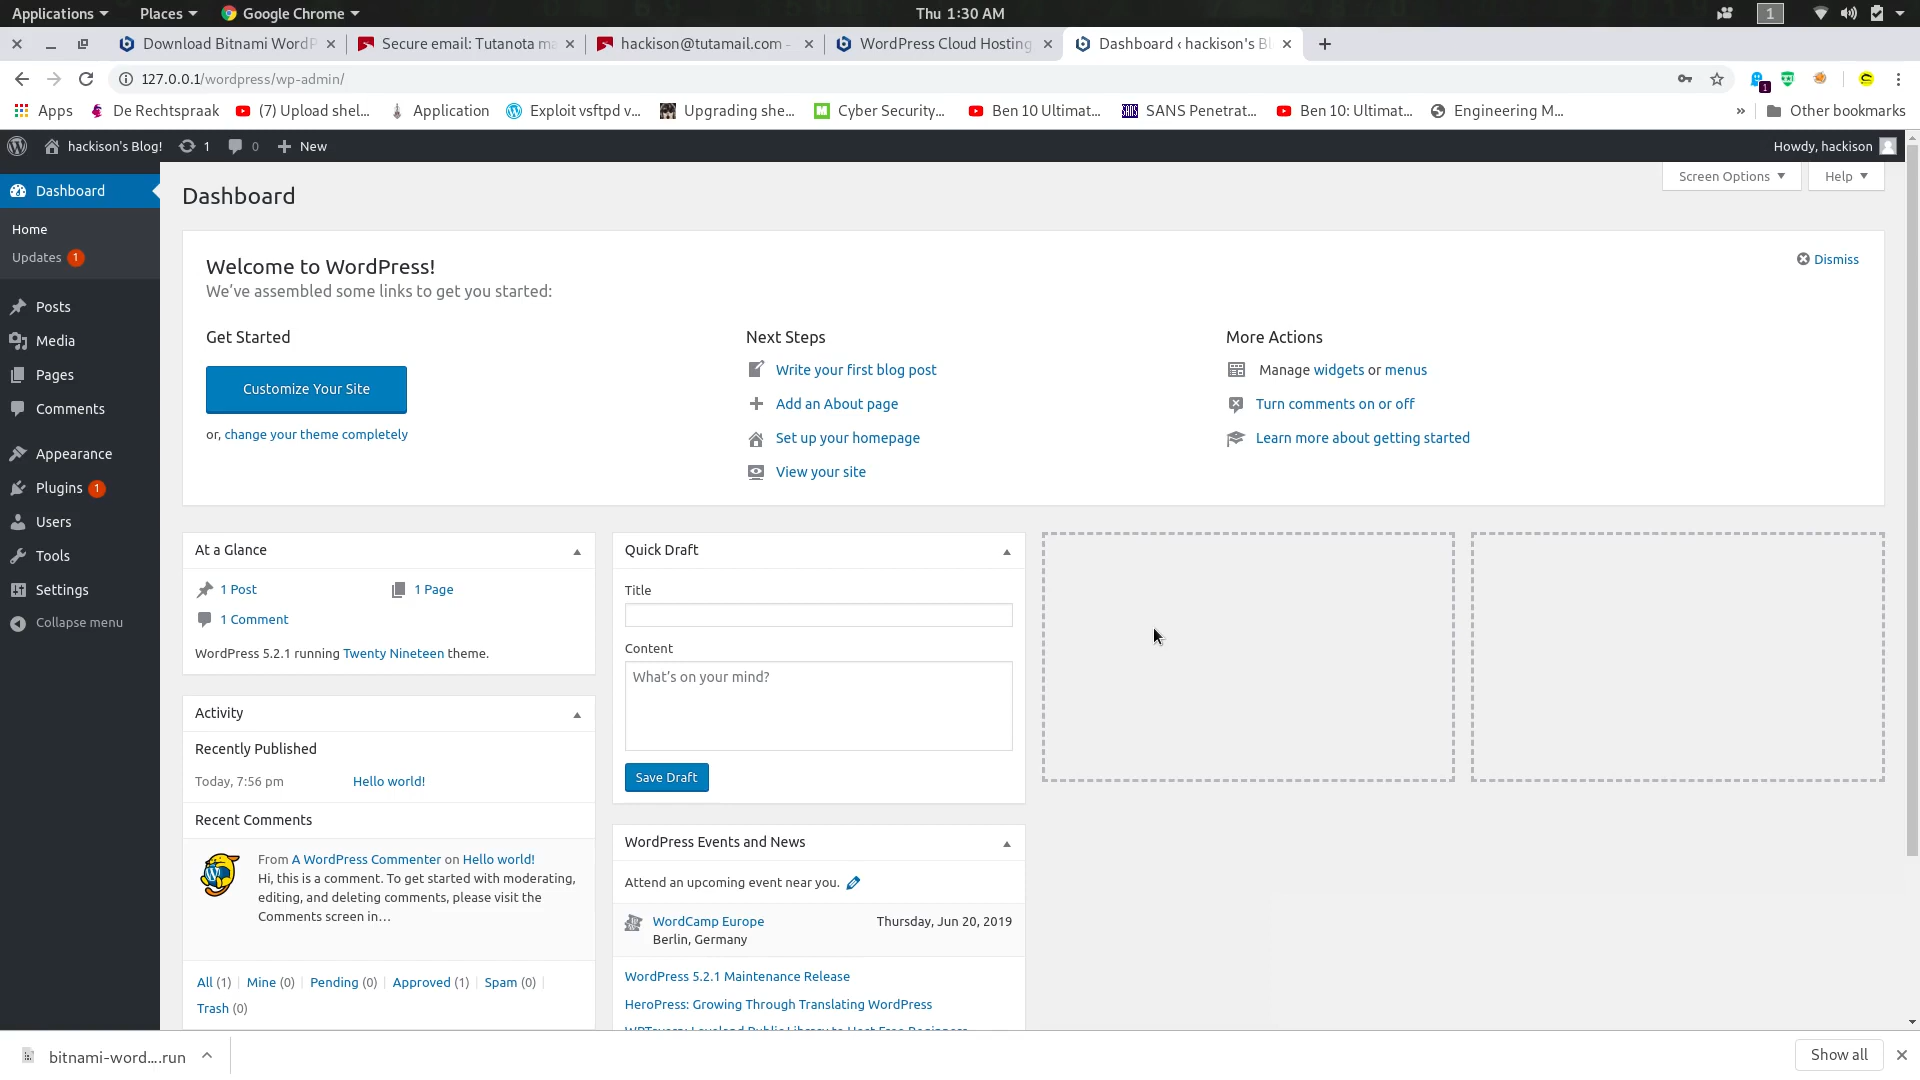 Applications
Places
Google Chrome
Thu 1:30 AM
1
Download Bitnami WordP
Secure email: Tutanota ma
hackison@tutamail.com -
WordPress Cloud Hosting
Dashboard ‹ hackison's Bl
127.0.0.1/wordpress/wp-admin/
1
Apps
De Rechtspraak
(7) Upload shel...
Application
Exploit vsftpd v...
Upgrading she...
Cyber Security...
Ben 10 Ultimat...
SANS Penetrat...
Ben 10: Ultimat...
Engineering M...
»
Other bookmarks
hackison's Blog!
1
0
New
Howdy, hackison
Dashboard
Home
Updates 1
Posts
Media
Pages
Comments
Appearance
Plugins 1
Users
Tools
Settings
Collapse menu
Dashboard
Screen Options
Help
Welcome to WordPress!
We've assembled some links to get you started:
Dismiss
Get Started
Customize Your Site
or, change your theme completely
Next Steps
Write your first blog post
Add an About page
Set up your homepage
View your site
More Actions
Manage widgets or menus
Turn comments on or off
Learn more about getting started
At a Glance
1 Post
1 Page
1 Comment
WordPress 5.2.1 running Twenty Nineteen theme.
Activity
Recently Published
Today, 7:56 pm
Hello world!
Recent Comments
From A WordPress Commenter on Hello world!
Hi, this is a comment. To get started with moderating,
editing, and deleting comments, please visit the
Comments screen in…
All (1) | Mine (0) | Pending (0) | Approved (1) | Spam (0) |
Trash (0)
Quick Draft
Title
Content
What's on your mind?
Save Draft
WordPress Events and News
Attend an upcoming event near you.
WordCamp Europe
Thursday, Jun 20, 2019
Berlin, Germany
WordPress 5.2.1 Maintenance Release
HeroPress: Growing Through Translating WordPress
bitnami-word....run
Show all